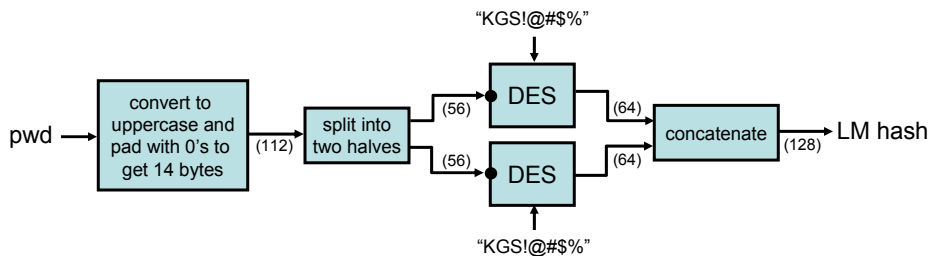 “KGS!@#$%”
pwd
convert to
uppercase and
pad with 0’s to
get 14 bytes
(112)
split into
two halves
(56)
(56)
DES
DES
(64)
(64)
concatenate
(128)
LM hash
“KGS!@#$%”